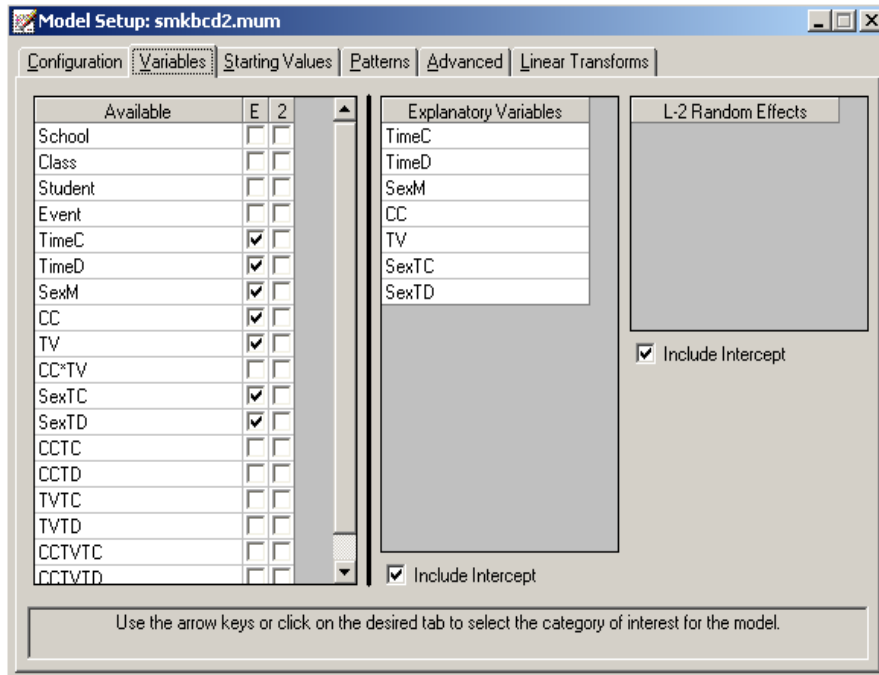 Model Setup: smkbcd2.mum
Configuration Variables Starting Values Patterns Advanced Linear Transforms
Available E 2
School
Class
Student
Event
TimeC
TimeD
SexM
CC
TV
CC*TV
SexTC
SexTD
CCTC
CCTD
TVTC
TVTD
CCTVTC
CCTVTD
Explanatory Variables
TimeC
TimeD
SexM
CC
TV
SexTC
SexTD
Include Intercept
L-2 Random Effects
Include Intercept
Use the arrow keys or click on the desired tab to select the category of interest for the model.